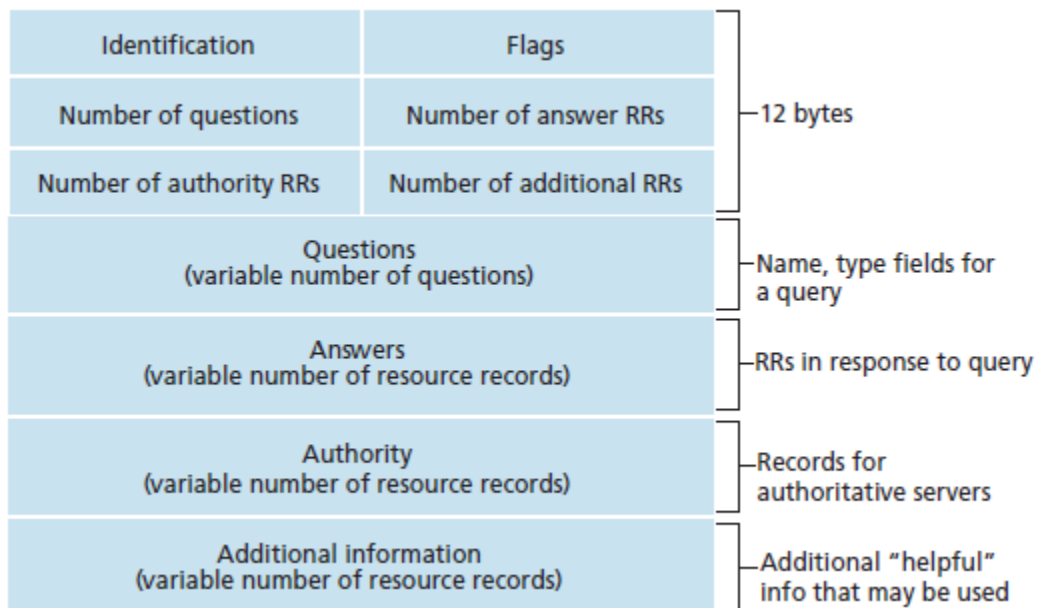 Identification
Flags
Number of questions
Number of answer RRs
12 bytes
Number of authority RRs
Number of additional RRs
Questions
(variable number of questions)
Name, type fields for
a query
Answers
(variable number of resource records)
RRs in response to query
Authority
(variable number of resource records)
Records for
authoritative servers
Additional information
(variable number of resource records)
Additional “helpful”
info that may be used